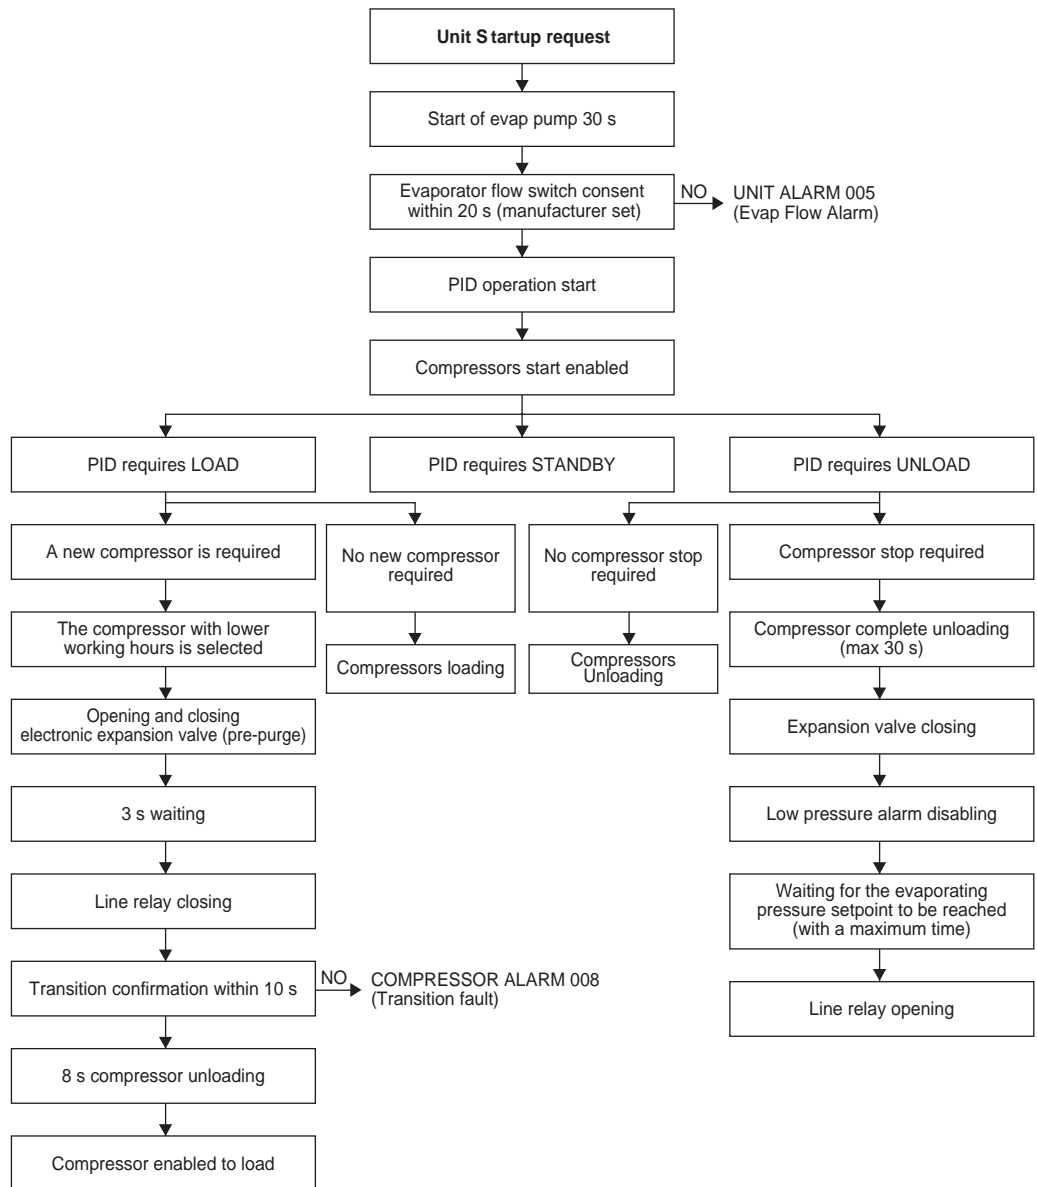 Unit Startup request
Start of evap pump 30 s
Evaporator flow switch consent
within 20 s (manufacturer set)
NO
UNIT ALARM 005
(Evap Flow Alarm)
PID operation start
Compressors start enabled
PID requires LOAD
PID requires STANDBY
PID requires UNLOAD
A new compressor is required
No new compressor
required
No compressor stop
required
Compressor stop required
The compressor with lower
working hours is selected
Compressors loading
Compressors
Unloading
Compressor complete unloading
(max 30 s)
Opening and closing
electronic expansion valve (pre-purge)
Expansion valve closing
3 s waiting
Low pressure alarm disabling
Line relay closing
Waiting for the evaporating
pressure setpoint to be reached
(with a maximum time)
Transition confirmation within 10 s
NO
COMPRESSOR ALARM 008
(Transition fault)
Line relay opening
8 s compressor unloading
Compressor enabled to load